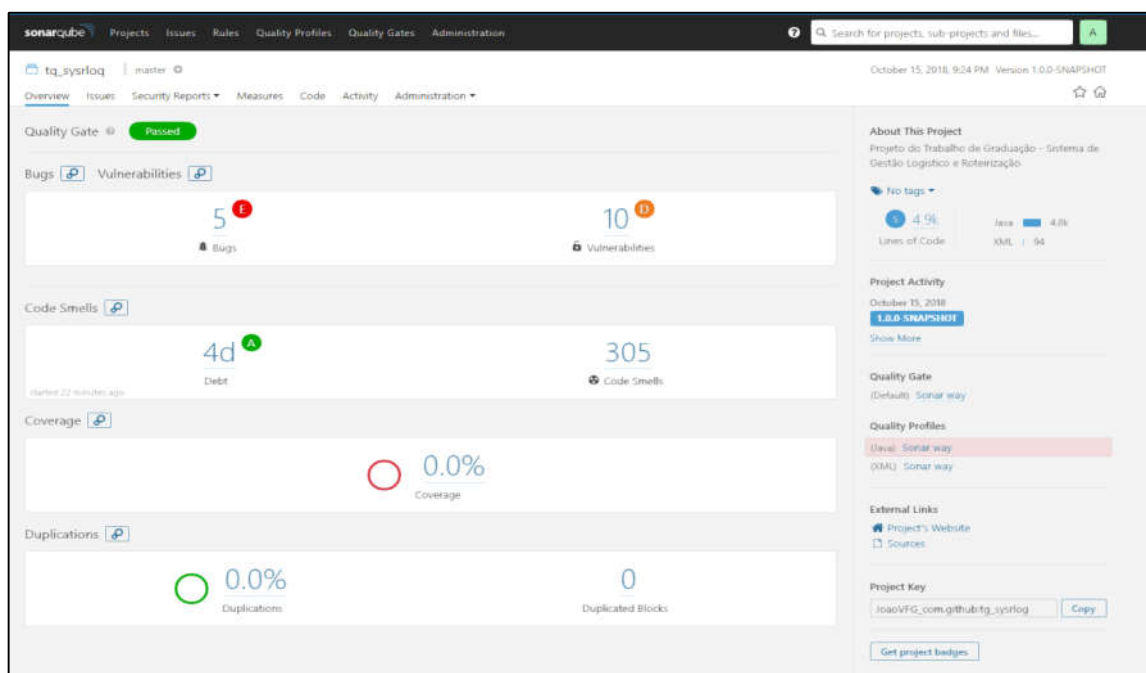 sonarqube Projects Issues Rules Quality Profiles Quality Gates Administration
Search for projects, sub-projects and files...
A
tg_sysrlog master
October 15, 2018, 9:24 PM Version 1.0.0-SNAPSHOT
Overview Issues Security Reports Measures Code Activity Administration
Quality Gate Passed
Bugs Vulnerabilities
5 E
Bugs
10 D
Vulnerabilities
Code Smells
4d A
Debt
305
Code Smells
started 22 minutes ago
Coverage
0.0%
Coverage
Duplications
0.0%
Duplications
0
Duplicated Blocks
About This Project
Projeto do Trabalho de Graduação - Sistema de
Gestão Logístico e Roteirização
No tags
S 4.9k
Lines of Code
Java 4.8k
XML 94
Project Activity
October 15, 2018
1.0.0-SNAPSHOT
Show More
Quality Gate
(Default) Sonar way
Quality Profiles
(Java) Sonar way
(XML) Sonar way
External Links
Project's Website
Sources
Project Key
JoaoVFG_com.github:tg_sysrlog Copy
Get project badges